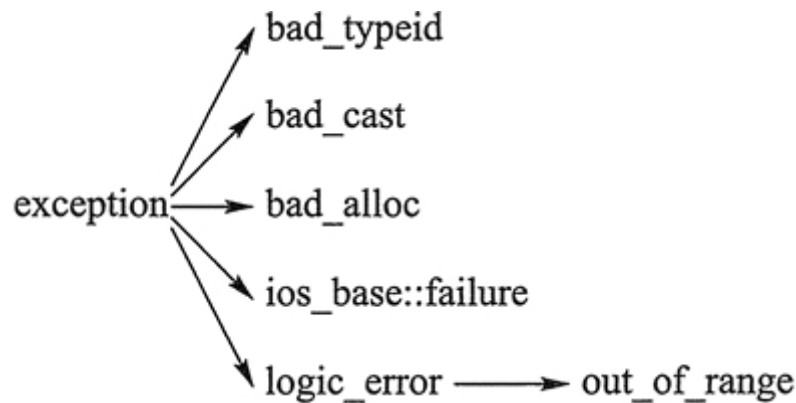 bad_typeid
bad_cast
exception
bad_alloc
ios_base::failure
logic_error
out_of_range